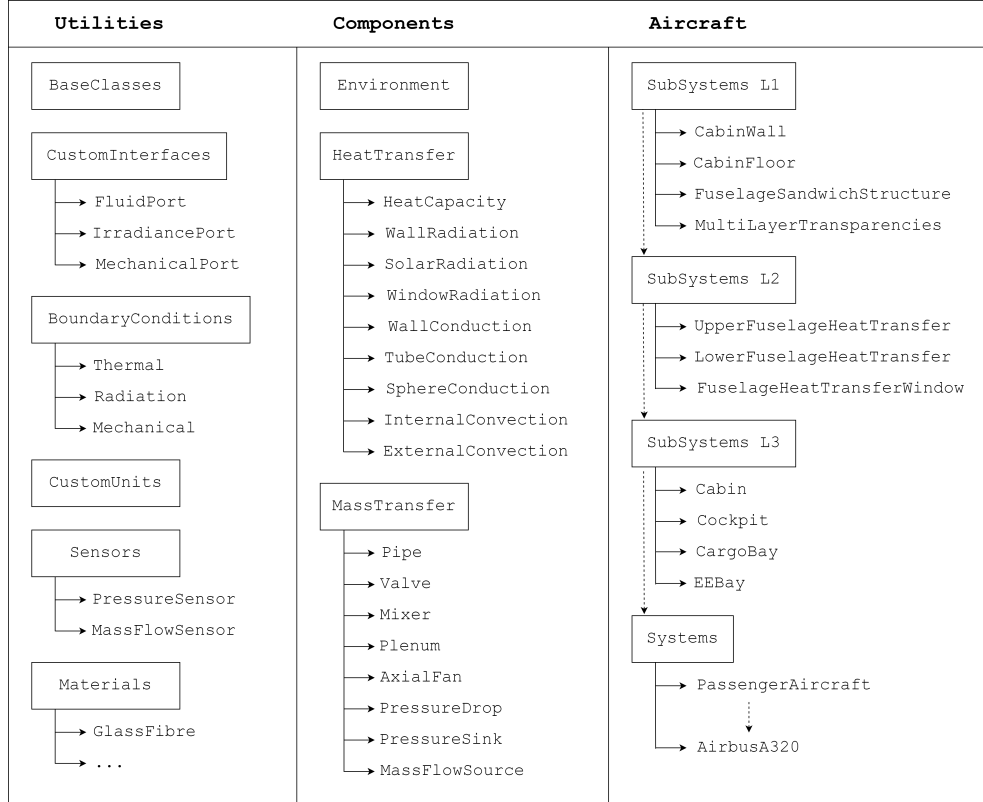 Utilities
BaseClasses
CustomInterfaces
FluidPort
IrradiancePort
MechanicalPort
BoundaryConditions
Thermal
Radiation
Mechanical
CustomUnits
Sensors
PressureSensor
MassFlowSensor
Materials
GlassFibre
...
Components
Environment
HeatTransfer
HeatCapacity
WallRadiation
SolarRadiation
WindowRadiation
WallConduction
TubeConduction
SphereConduction
InternalConvection
ExternalConvection
MassTransfer
Pipe
Valve
Mixer
Plenum
AxialFan
PressureDrop
PressureSink
MassFlowSource
Aircraft
SubSystems L1
CabinWall
CabinFloor
FuselageSandwichStructure
MultiLayerTransparencies
SubSystems L2
UpperFuselageHeatTransfer
LowerFuselageHeatTransfer
FuselageHeatTransferWindow
SubSystems L3
Cabin
Cockpit
CargoBay
EEBay
Systems
PassengerAircraft
AirbusA320